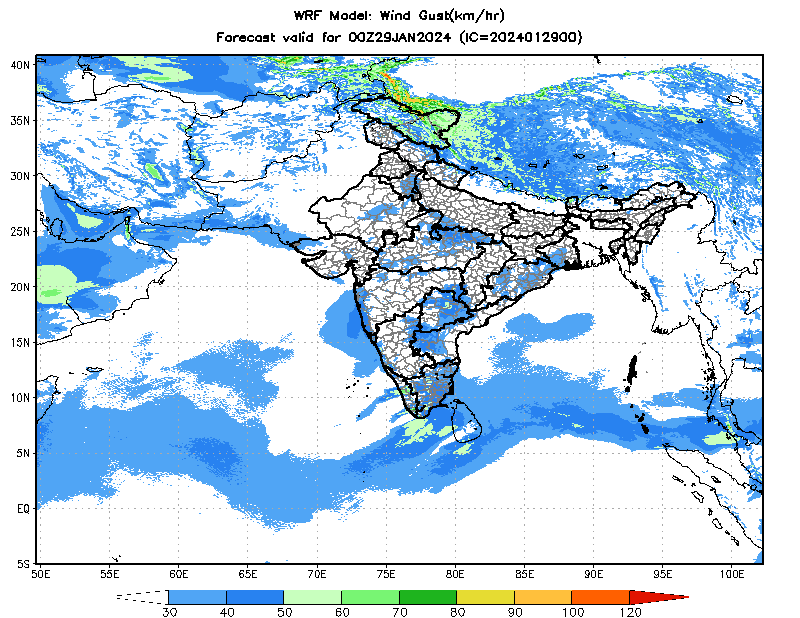 WRF Model: Wind Gust(km/hr)
Forecast valid for 00Z29JAN2024 (IC=2024012900)
40N
35N
30N
25N
20N
15N
10N
5N
EQ
5S
50E 55E 60E 65E 70E 75E 80E 85E 90E 95E 100E
30 40 50 60 70 80 90 100 120